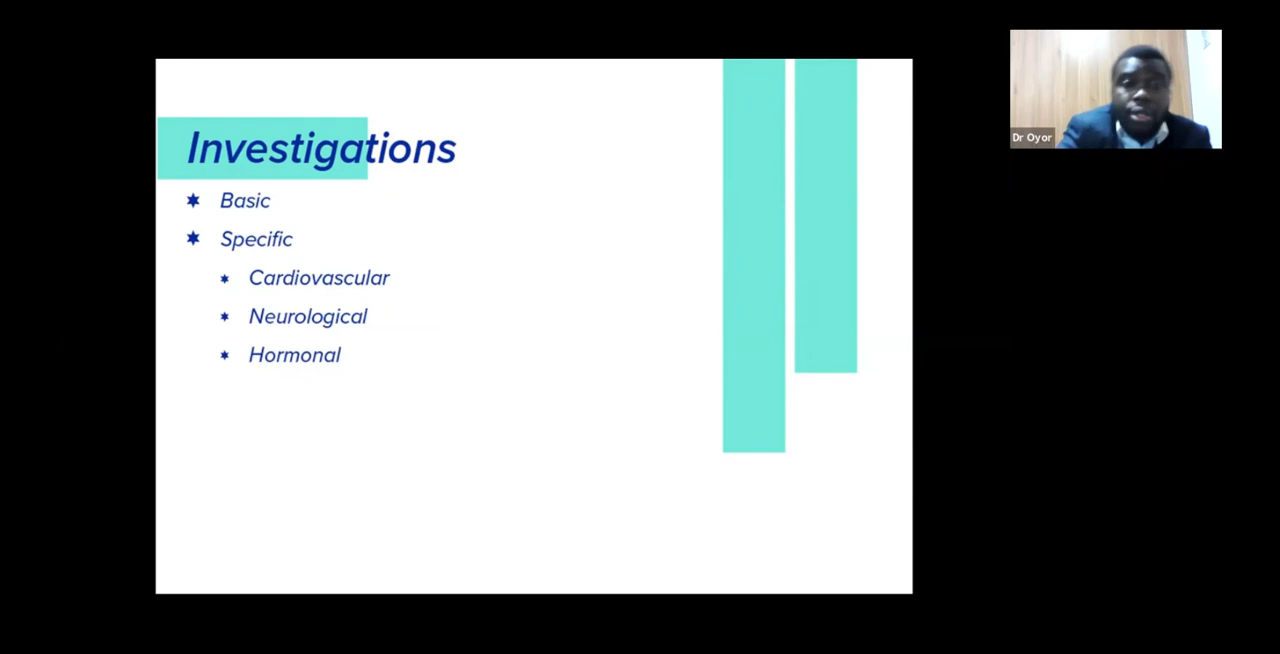 Investigations
Basic
Specific
Cardiovascular
Neurological
Hormonal
Dr Oyor